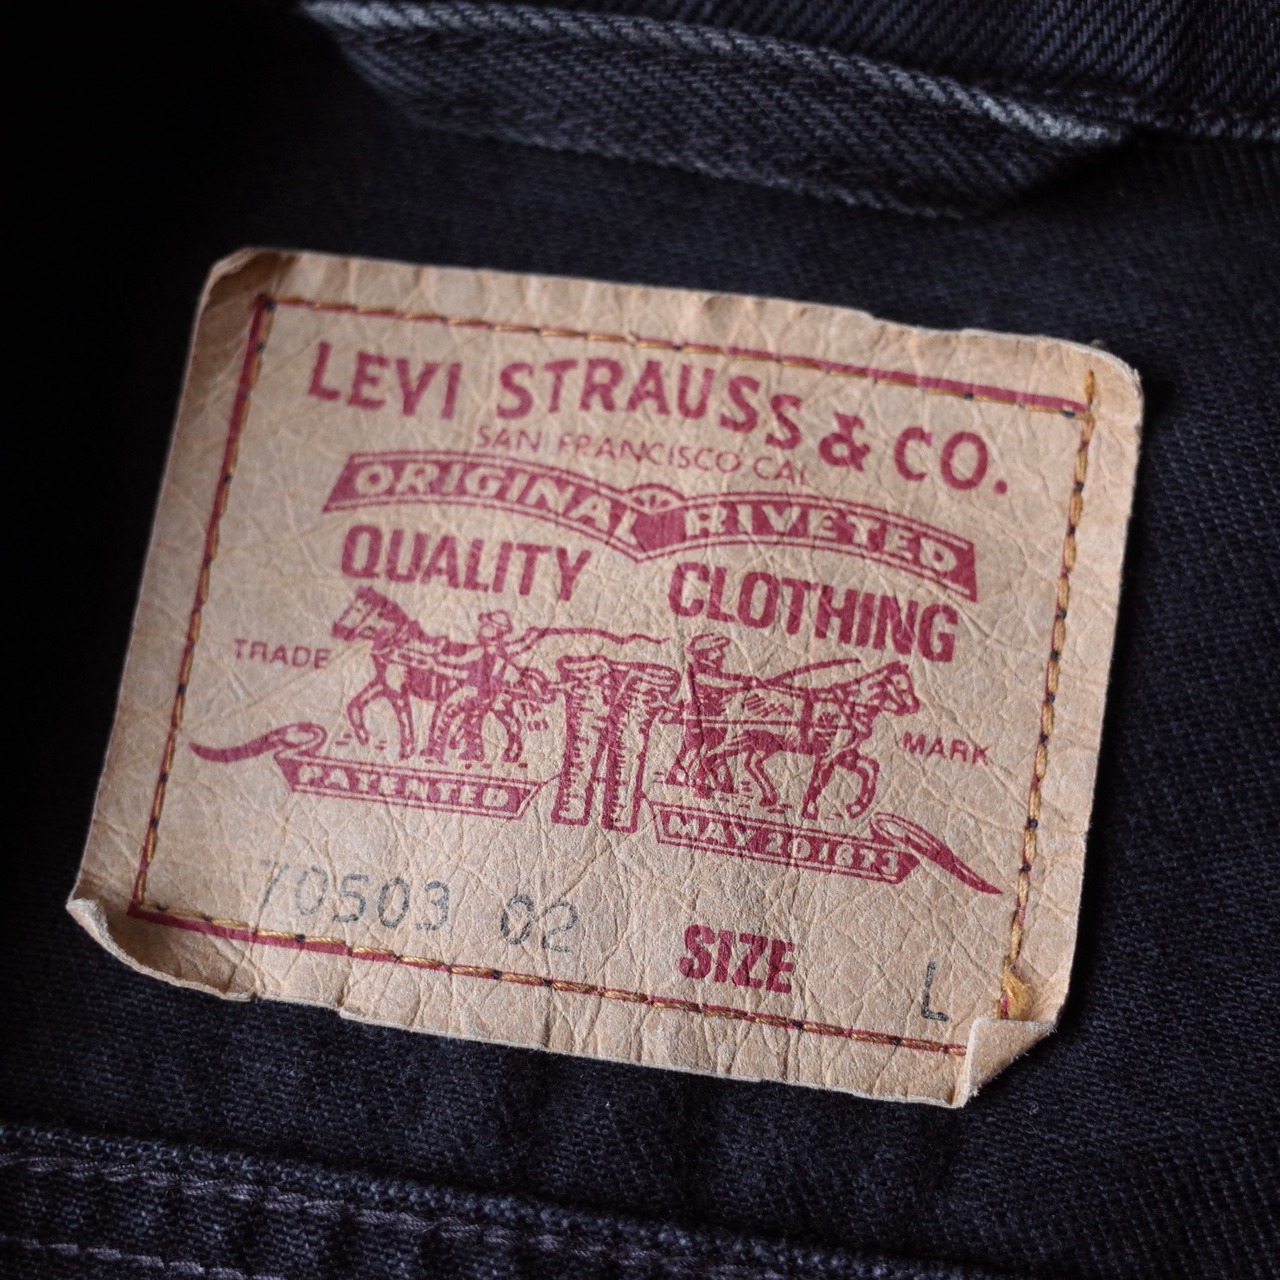 LEVI STRAUSS & CO.
SAN FRANCISCO CAL
ORIGINAL RIVETED
QUALITY CLOTHING
TRADE MARK
PATENTED MAY 20 1873
70503 02
SIZE L